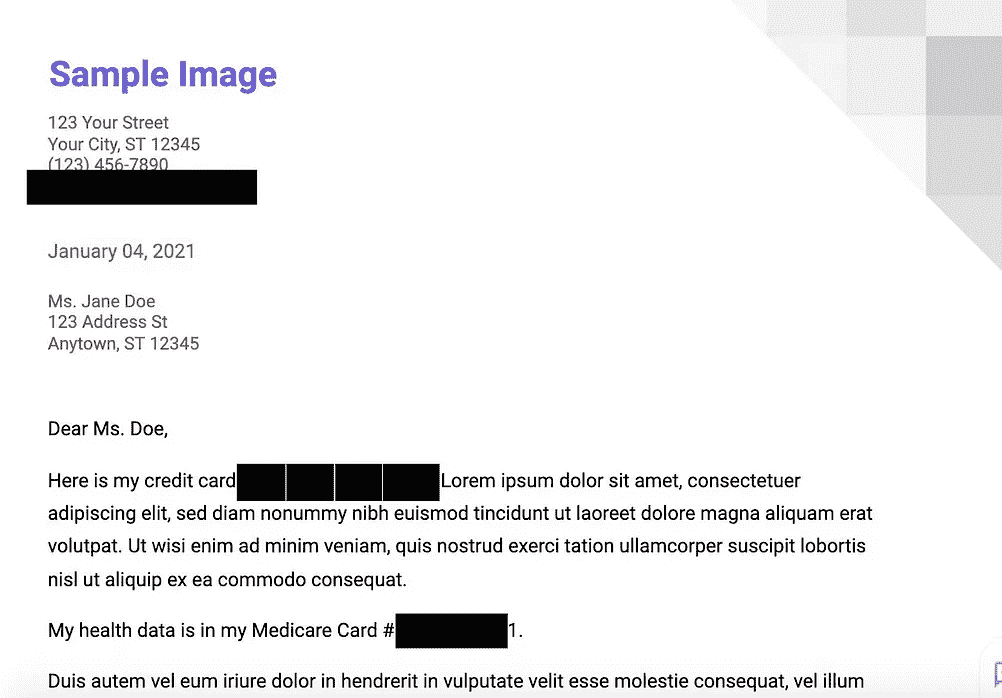 Sample Image
123 Your Street
Your City, ST 12345
(123) 456-7890
January 04, 2021
Ms. Jane Doe
123 Address St
Anytown, ST 12345
Dear Ms. Doe,
Here is my credit card Lorem ipsum dolor sit amet, consectetuer
adipiscing elit, sed diam nonummy nibh euismod tincidunt ut laoreet dolore magna aliquam erat
volutpat. Ut wisi enim ad minim veniam, quis nostrud exerci tation ullamcorper suscipit lobortis
nisl ut aliquip ex ea commodo consequat.
My health data is in my Medicare Card # 1.
Duis autem vel eum iriure dolor in hendrerit in vulputate velit esse molestie consequat, vel illum